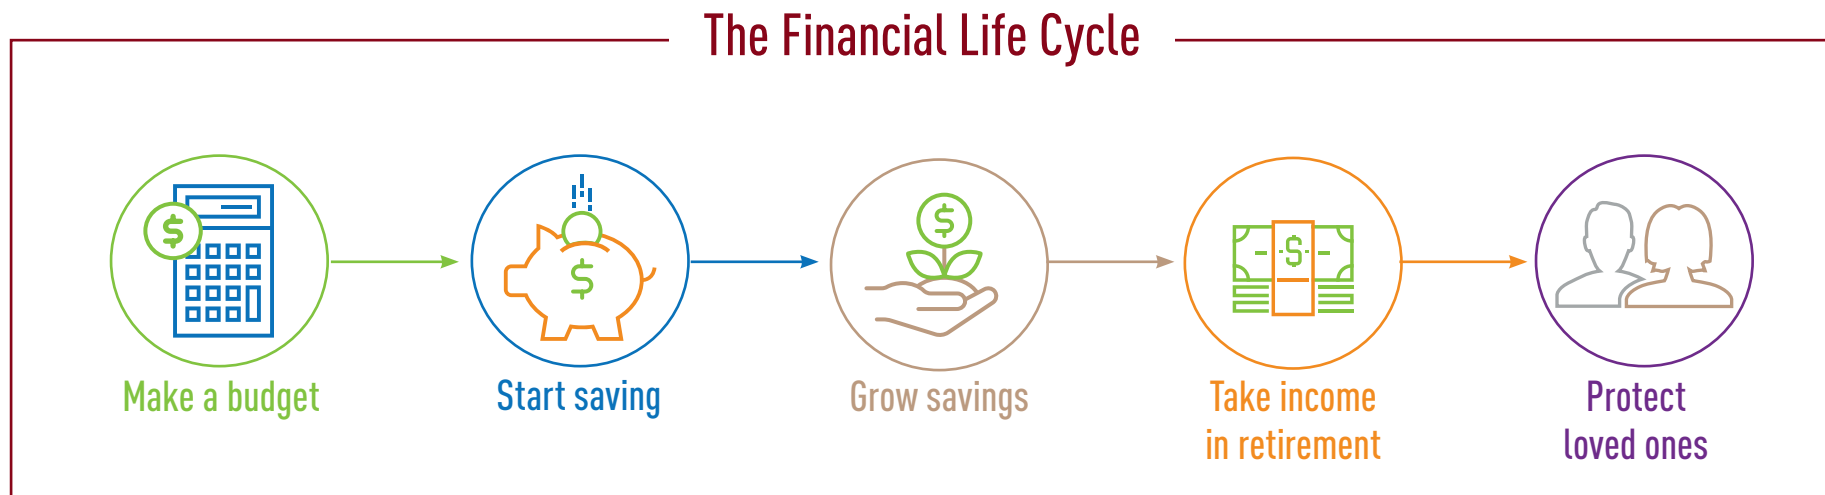 The Financial Life Cycle
$
$
$
$
Make a budget
Start saving
Grow savings
Take income
in retirement
Protect
loved ones